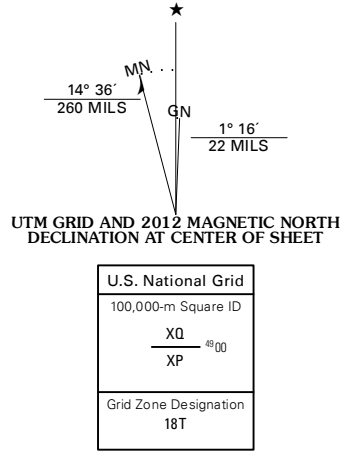 ★
MN
14° 36´
260 MILS
GN
1° 16´
22 MILS
UTM GRID AND 2012 MAGNETIC NORTH
DECLINATION AT CENTER OF SHEET
U.S. National Grid
100,000-m Square ID
XQ
4900
XP
Grid Zone Designation
18T